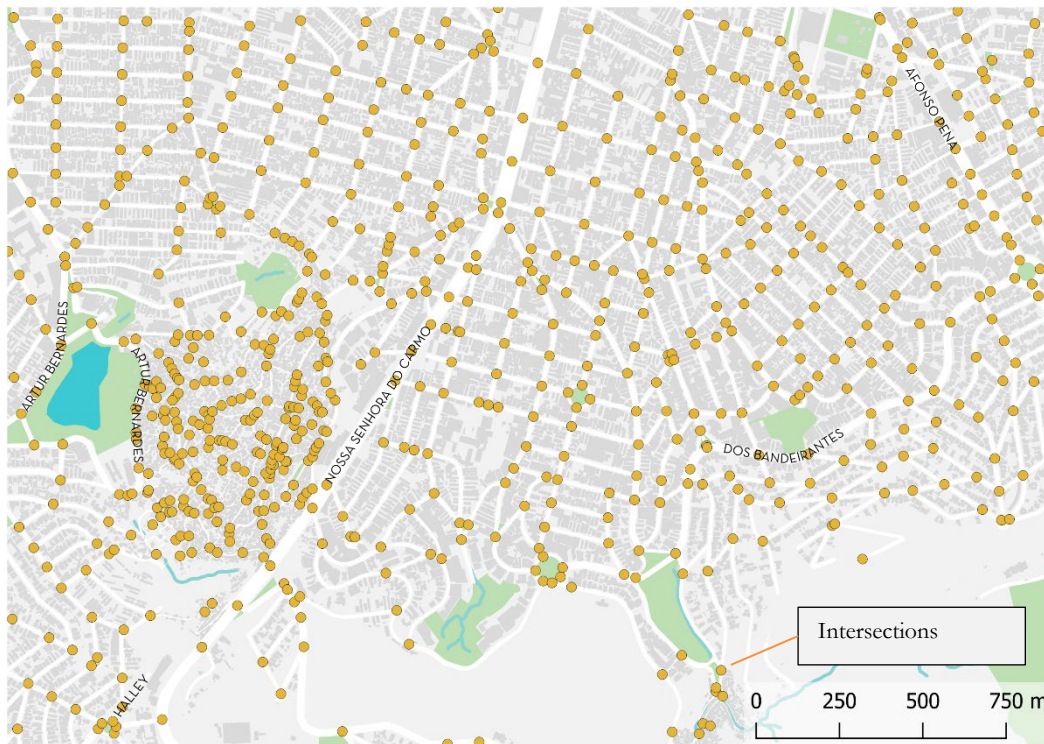 AFONSO PENA
ARTUR BERNARDES
ARTUR BERNARDES
NOSSA SENHORA DO CARMO
DOS BANDEIRANTES
Intersections
HALLEY
0 250 500 750 m